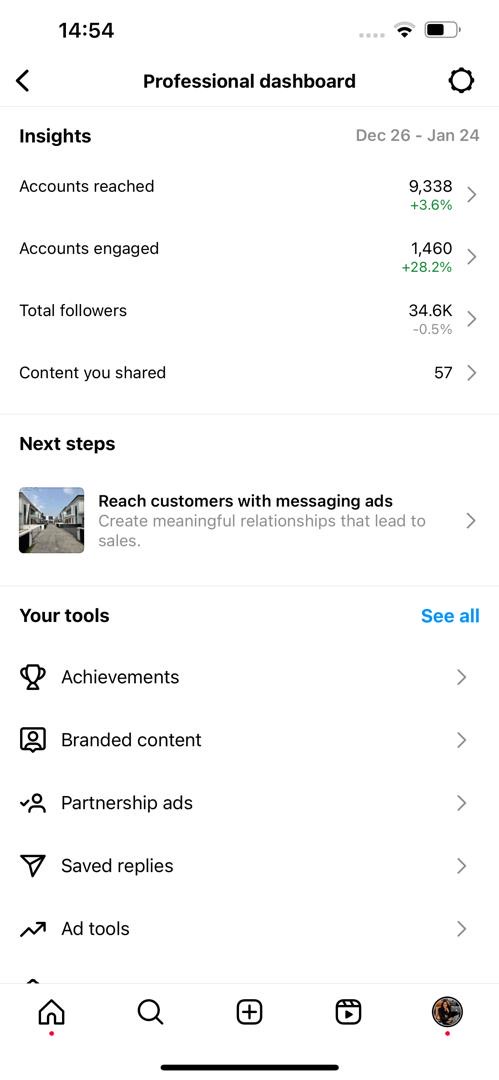 14:54
Professional dashboard
Insights
Dec 26 - Jan 24
Accounts reached
9,338
+3.6%
Accounts engaged
1,460
+28.2%
Total followers
34.6K
-0.5%
Content you shared
57
Next steps
Reach customers with messaging ads
Create meaningful relationships that lead to
sales.
Your tools
See all
Achievements
Branded content
Partnership ads
Saved replies
Ad tools